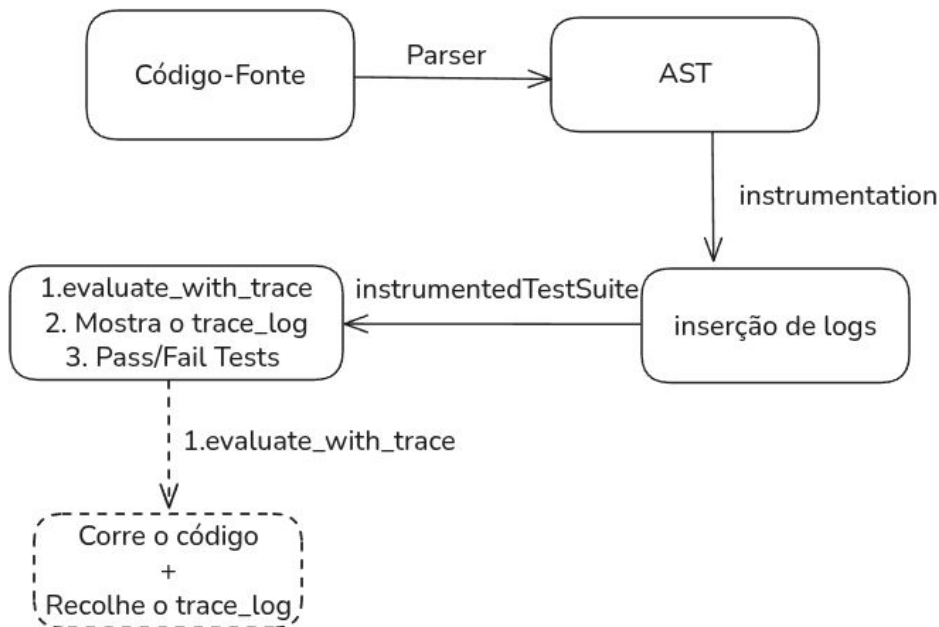 Código-Fonte
Parser
AST
instrumentation
inserção de logs
instrumentedTestSuite
1.evaluate_with_trace
2. Mostra o trace_log
3. Pass/Fail Tests
1.evaluate_with_trace
Corre o código
+
Recolhe o trace_log